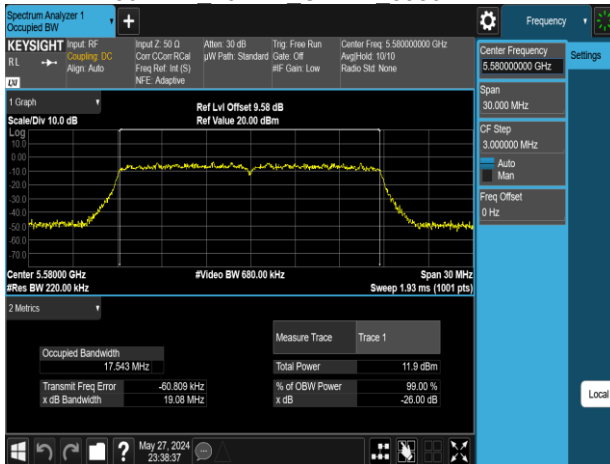 Spectrum Analyzer 1
Occupied BW
Frequency
KEYSIGHT
RL
LXI
Input: RF
Coupling: DC
Align: Auto
Input Z: 50 Ω
Corr CCorr RCal
Freq Ref: Int (S)
NFE: Adaptive
Atten: 30 dB
µW Path: Standard
Trig: Free Run
Gate: Off
#IF Gain: Low
Center Freq: 5.580000000 GHz
Avg|Hold: 10/10
Radio Std: None
Center Frequency
5.580000000 GHz
Settings
Span
30.000 MHz
CF Step
3.000000 MHz
Auto
Man
Freq Offset
0 Hz
Local
1 Graph
Scale/Div 10.0 dB
Ref Lvl Offset 9.58 dB
Ref Value 20.00 dBm
Log
10.0
0.00
-10.0
-20.0
-30.0
-40.0
-50.0
-60.0
-70.0
Center 5.58000 GHz
#Res BW 220.00 kHz
#Video BW 680.00 kHz
Span 30 MHz
Sweep 1.93 ms (1001 pts)
2 Metrics
Measure Trace Trace 1
Occupied Bandwidth
17.543 MHz
Total Power 11.9 dBm
Transmit Freq Error -60.809 kHz
% of OBW Power 99.00 %
x dB Bandwidth 19.08 MHz
x dB -26.00 dB
? May 27, 2024
23:38:37